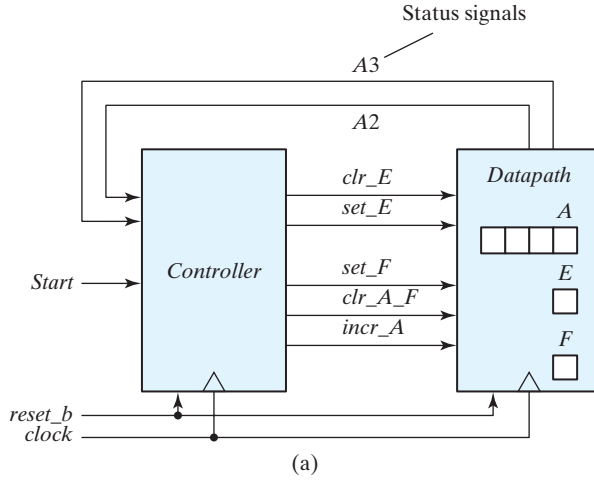 Status signals
A3
A2
clr_E
set_E
Datapath
A
Controller
Start
set_F
clr_A_F
incr_A
E
F
reset_b
clock
(a)